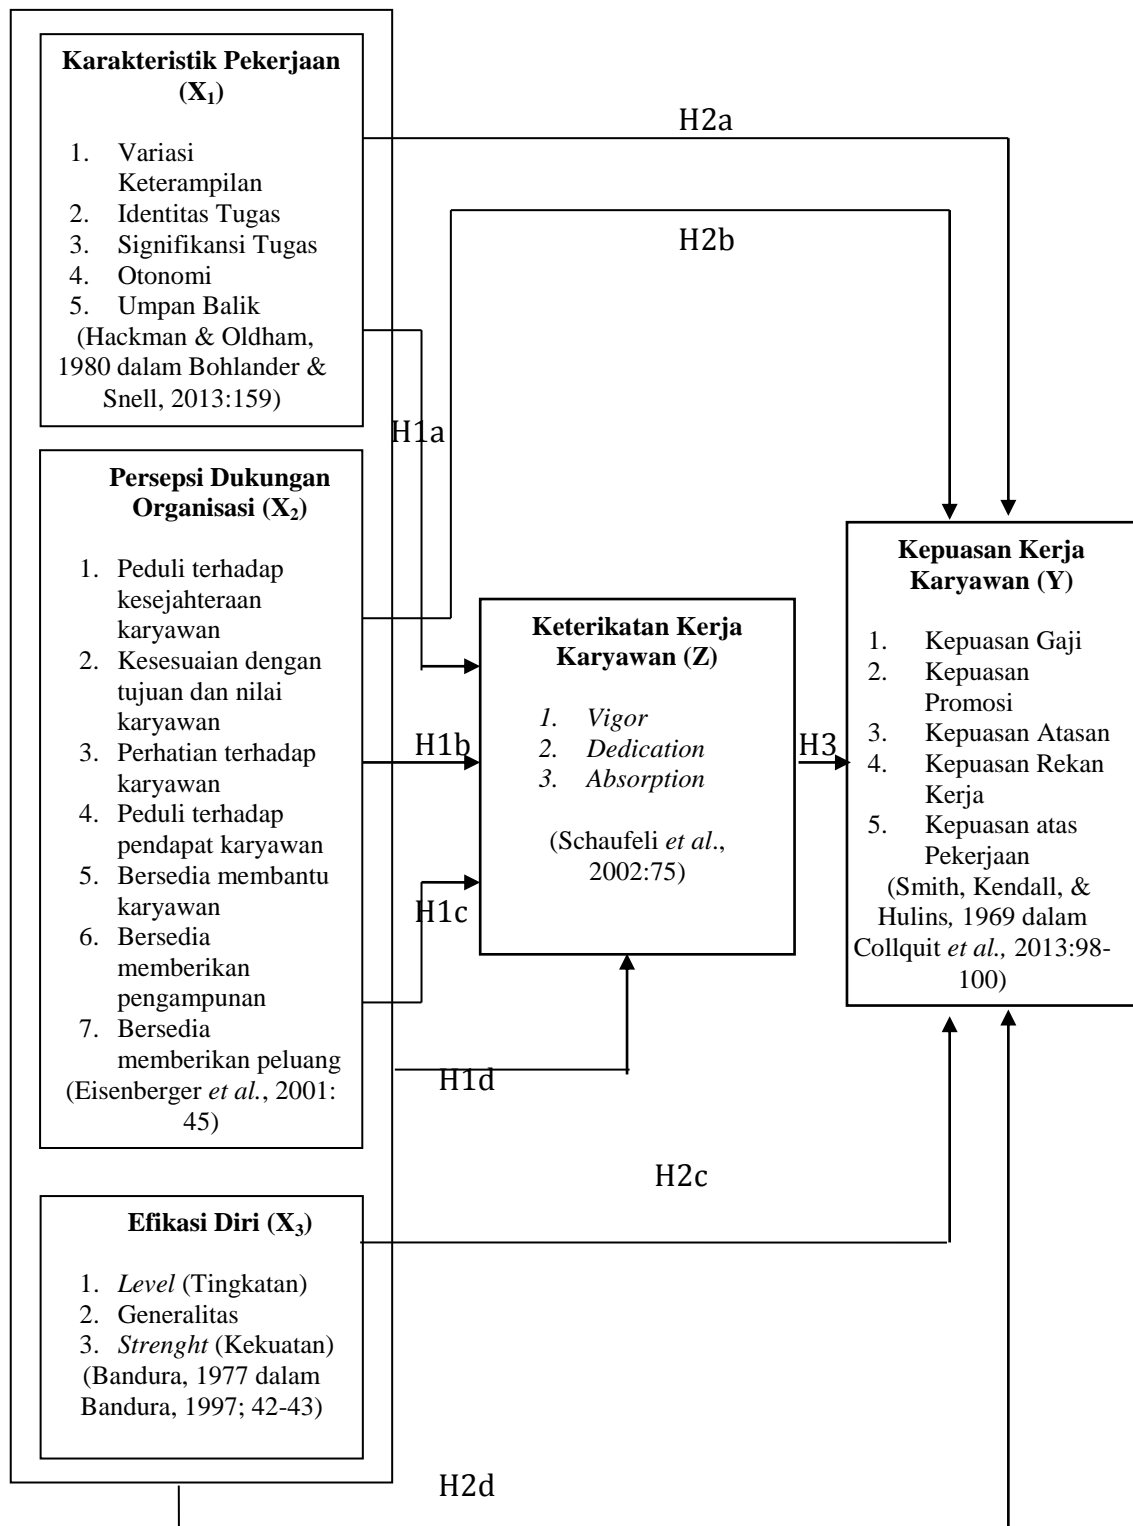 Karakteristik Pekerjaan
(X1)
1. Variasi
Keterampilan
2. Identitas Tugas
3. Signifikansi Tugas
4. Otonomi
5. Umpan Balik
(Hackman & Oldham,
1980 dalam Bohlander &
Snell, 2013:159)
Persepsi Dukungan
Organisasi (X2)
1. Peduli terhadap
kesejahteraan
karyawan
2. Kesesuaian dengan
tujuan dan nilai
karyawan
3. Perhatian terhadap
karyawan
4. Peduli terhadap
pendapat karyawan
5. Bersedia membantu
karyawan
6. Bersedia
memberikan
pengampunan
7. Bersedia
memberikan peluang
(Eisenberger et al., 2001:
45)
Efikasi Diri (X3)
1. Level (Tingkatan)
2. Generalitas
3. Strenght (Kekuatan)
(Bandura, 1977 dalam
Bandura, 1997; 42-43)
H2a
H2b
H1a
H1b
H1c
H1d
H2c
H2d
Keterikatan Kerja
Karyawan (Z)
1. Vigor
2. Dedication
3. Absorption
(Schaufeli et al.,
2002:75)
H3
Kepuasan Kerja
Karyawan (Y)
1. Kepuasan Gaji
2. Kepuasan
Promosi
3. Kepuasan Atasan
4. Kepuasan Rekan
Kerja
5. Kepuasan atas
Pekerjaan
(Smith, Kendall, &
Hulins, 1969 dalam
Collquit et al., 2013:98-
100)